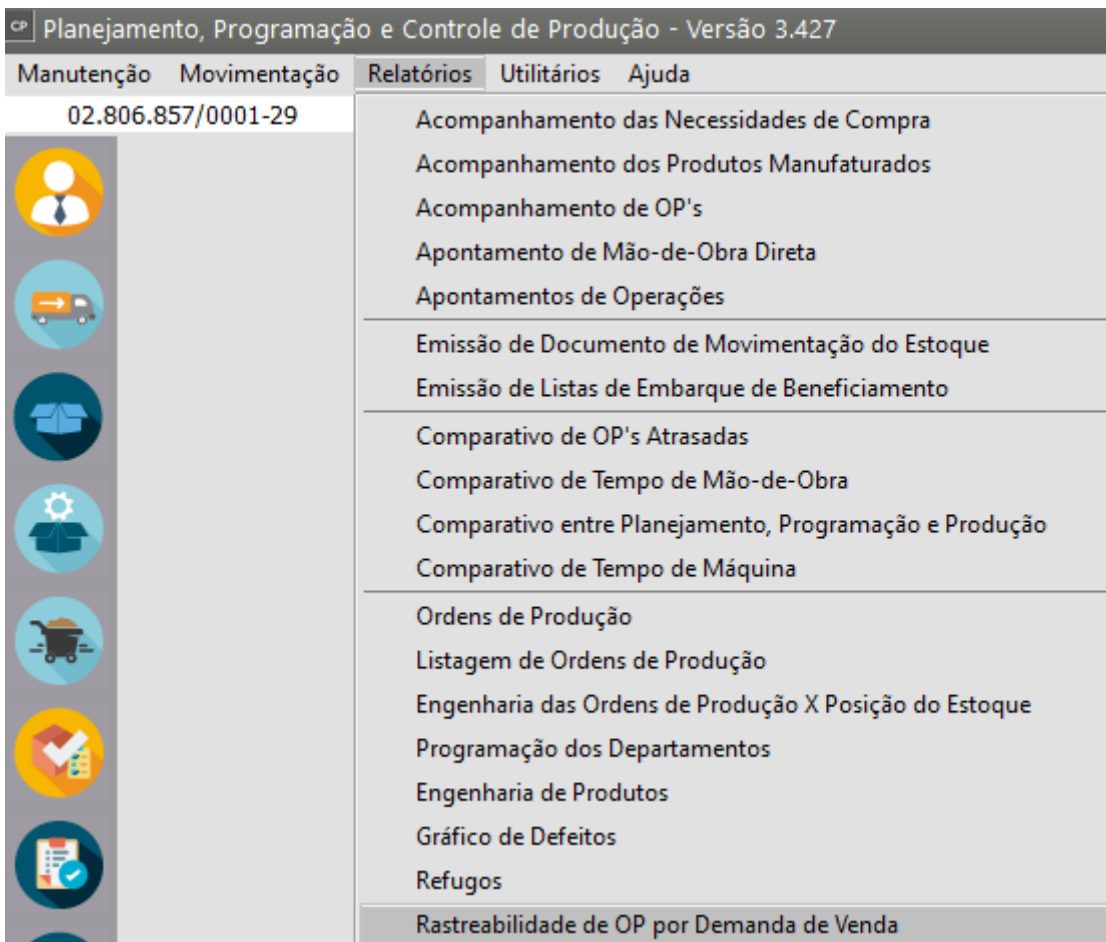 CP Planejamento, Programação e Controle de Produção - Versão 3.427
Manutenção Movimentação Relatórios Utilitários Ajuda
02.806.857/0001-29
Acompanhamento das Necessidades de Compra
Acompanhamento dos Produtos Manufaturados
Acompanhamento de OP's
Apontamento de Mão-de-Obra Direta
Apontamentos de Operações
Emissão de Documento de Movimentação do Estoque
Emissão de Listas de Embarque de Beneficiamento
Comparativo de OP's Atrasadas
Comparativo de Tempo de Mão-de-Obra
Comparativo entre Planejamento, Programação e Produção
Comparativo de Tempo de Máquina
Ordens de Produção
Listagem de Ordens de Produção
Engenharia das Ordens de Produção X Posição do Estoque
Programação dos Departamentos
Engenharia de Produtos
Gráfico de Defeitos
Refugos
Rastreabilidade de OP por Demanda de Venda